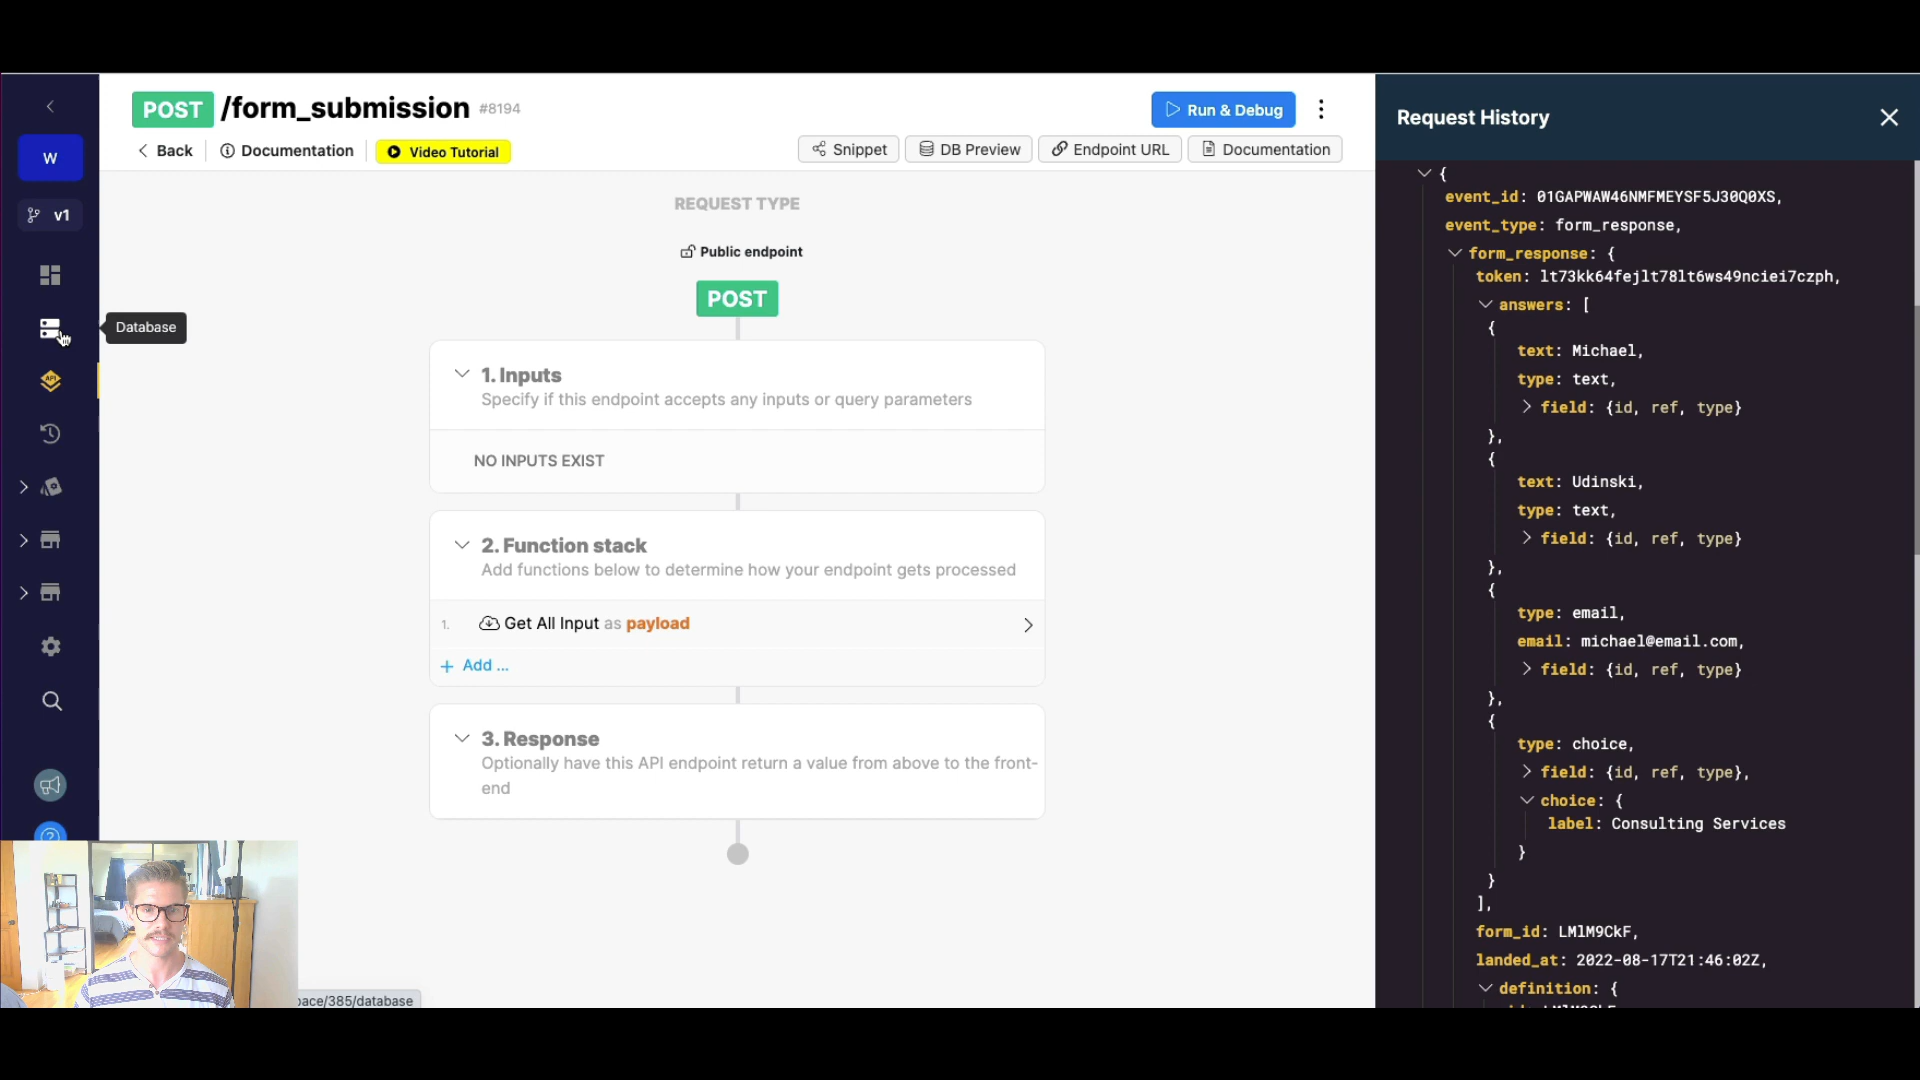 POST /form_submission #8194
Run & Debug
Back
Documentation
Video Tutorial
Snippet
DB Preview
Endpoint URL
Documentation
W
v1
Database
API
REQUEST TYPE
Public endpoint
POST
1. Inputs
Specify if this endpoint accepts any inputs or query parameters
NO INPUTS EXIST
2. Function stack
Add functions below to determine how your endpoint gets processed
1. Get All Input as payload
+ Add ...
3. Response
Optionally have this API endpoint return a value from above to the front-
end
pace/385/database
Request History
{
event_id: 01GAPWAW46NMFMEYSF5J30Q0XS,
event_type: form_response,
form_response: {
token: lt73kk64fejlt78lt6ws49nciei7czph,
answers: [
{
text: Michael,
type: text,
field: {id, ref, type}
},
{
text: Udinski,
type: text,
field: {id, ref, type}
},
{
type: email,
email: michael@email.com,
field: {id, ref, type}
},
{
type: choice,
field: {id, ref, type},
choice: {
label: Consulting Services
}
}
],
form_id: LMlM9CkF,
landed_at: 2022-08-17T21:46:02Z,
definition: {